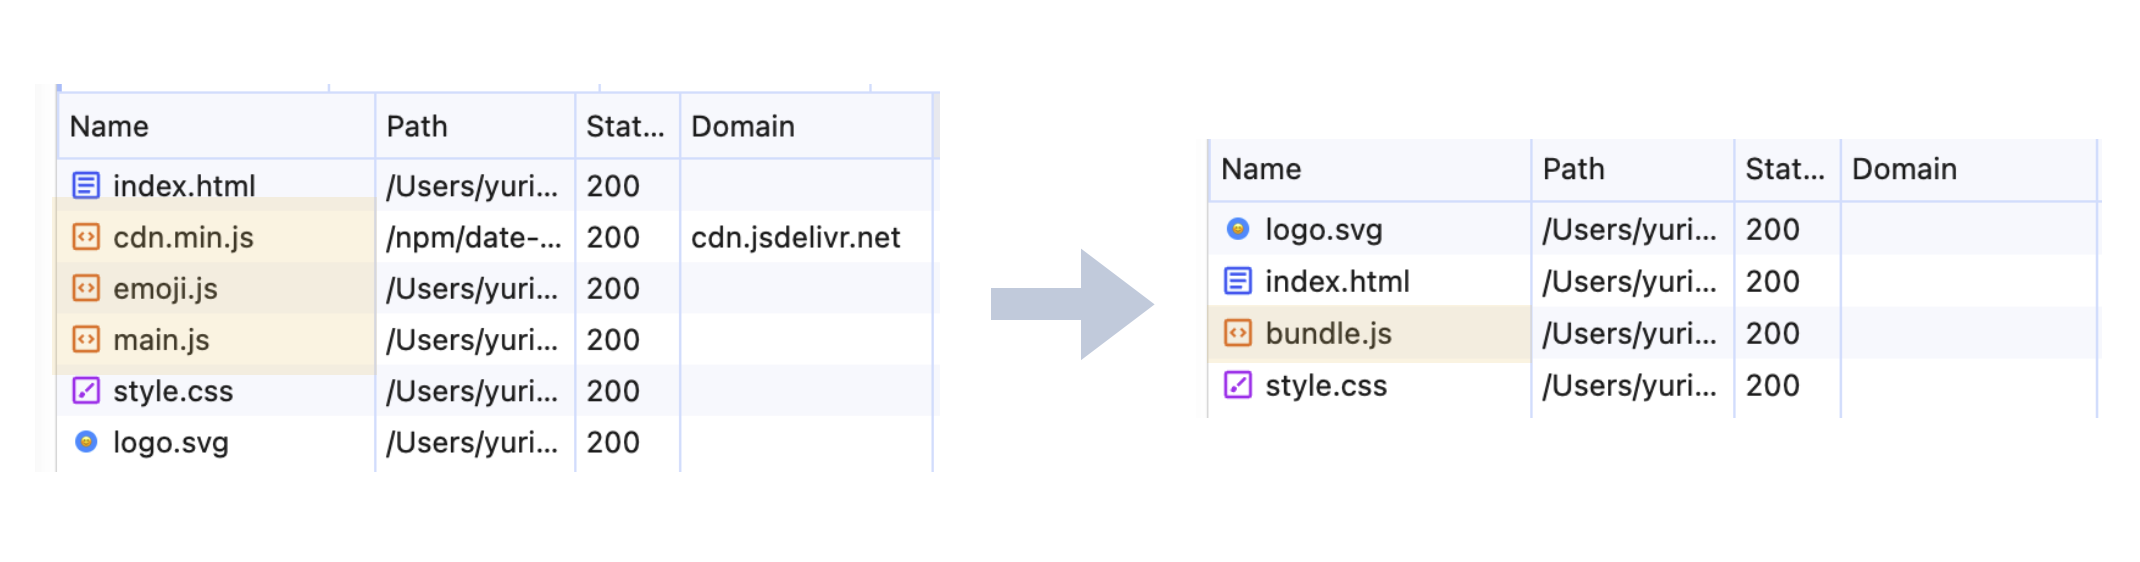 Name Path Stat... Domain
index.html /Users/yuri... 200
cdn.min.js /npm/date-... 200 cdn.jsdelivr.net
emoji.js /Users/yuri... 200
main.js /Users/yuri... 200
style.css /Users/yuri... 200
logo.svg /Users/yuri... 200
Name Path Stat... Domain
logo.svg /Users/yuri... 200
index.html /Users/yuri... 200
bundle.js /Users/yuri... 200
style.css /Users/yuri... 200